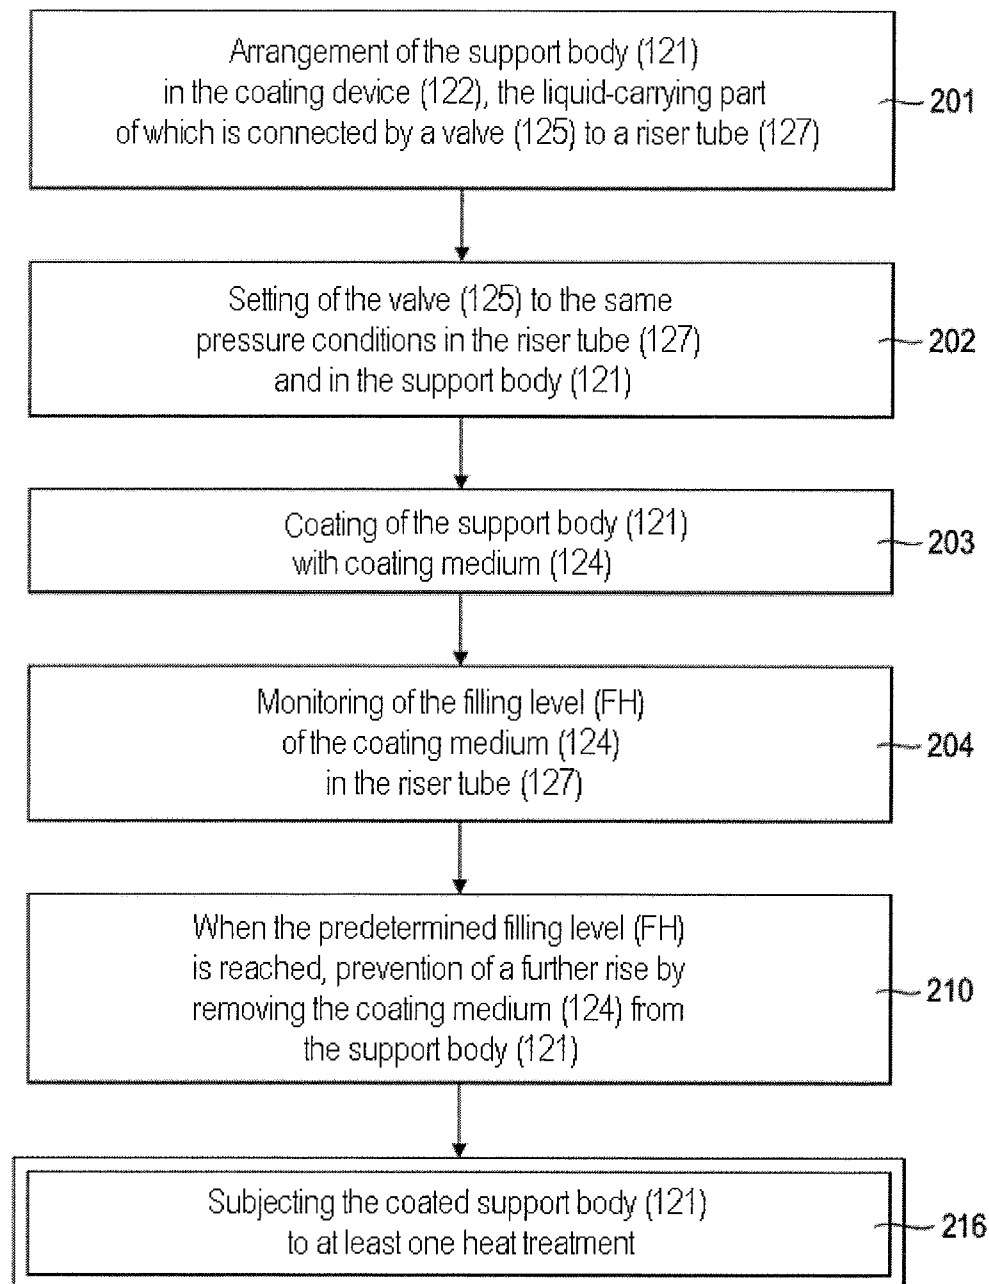 Arrangement of the support body (121)
in the coating device (122), the liquid-carrying part
of which is connected by a valve (125) to a riser tube (127)
201
Setting of the valve (125) to the same
pressure conditions in the riser tube (127)
and in the support body (121)
202
Coating of the support body (121)
with coating medium (124)
203
Monitoring of the filling level (FH)
of the coating medium (124)
in the riser tube (127)
204
When the predetermined filling level (FH)
is reached, prevention of a further rise by
removing the coating medium (124) from
the support body (121)
210
Subjecting the coated support body (121)
to at least one heat treatment
216